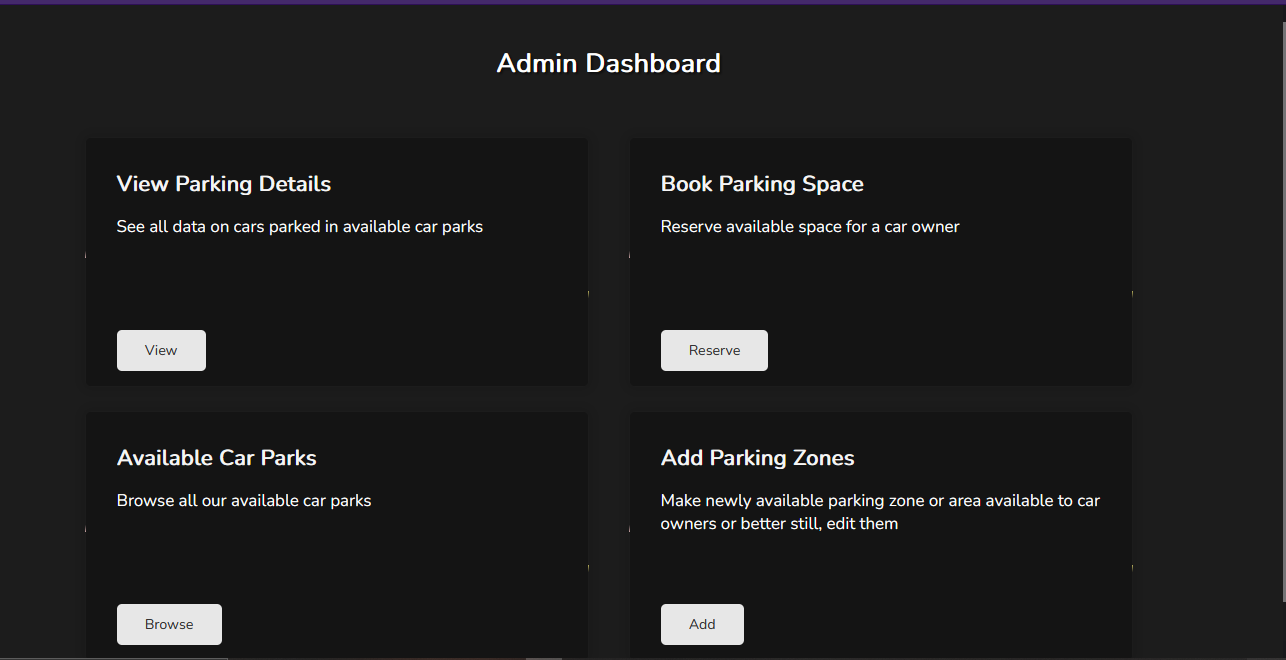 Admin Dashboard
View Parking Details
See all data on cars parked in available car parks
View
Book Parking Space
Reserve available space for a car owner
Reserve
Available Car Parks
Browse all our available car parks
Browse
Add Parking Zones
Make newly available parking zone or area available to car
owners or better still, edit them
Add